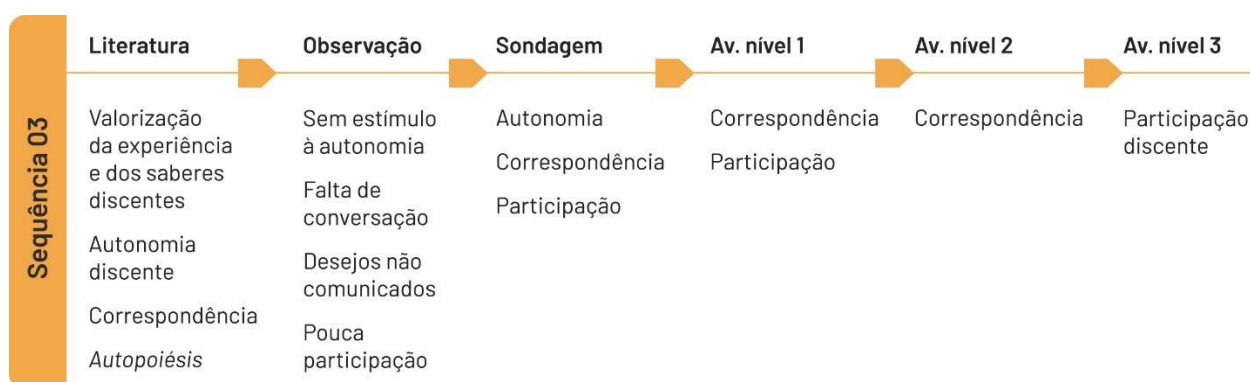 Sequência 03
Literatura
Valorização
da experiência
e dos saberes
discentes
Autonomia
discente
Correspondência
Autopoiésis
Observação
Sem estímulo
à autonomia
Falta de
conversação
Desejos não
comunicados
Pouca
participação
Sondagem
Autonomia
Correspondência
Participação
Av. nível 1
Correspondência
Participação
Av. nível 2
Correspondência
Av. nível 3
Participação
discente